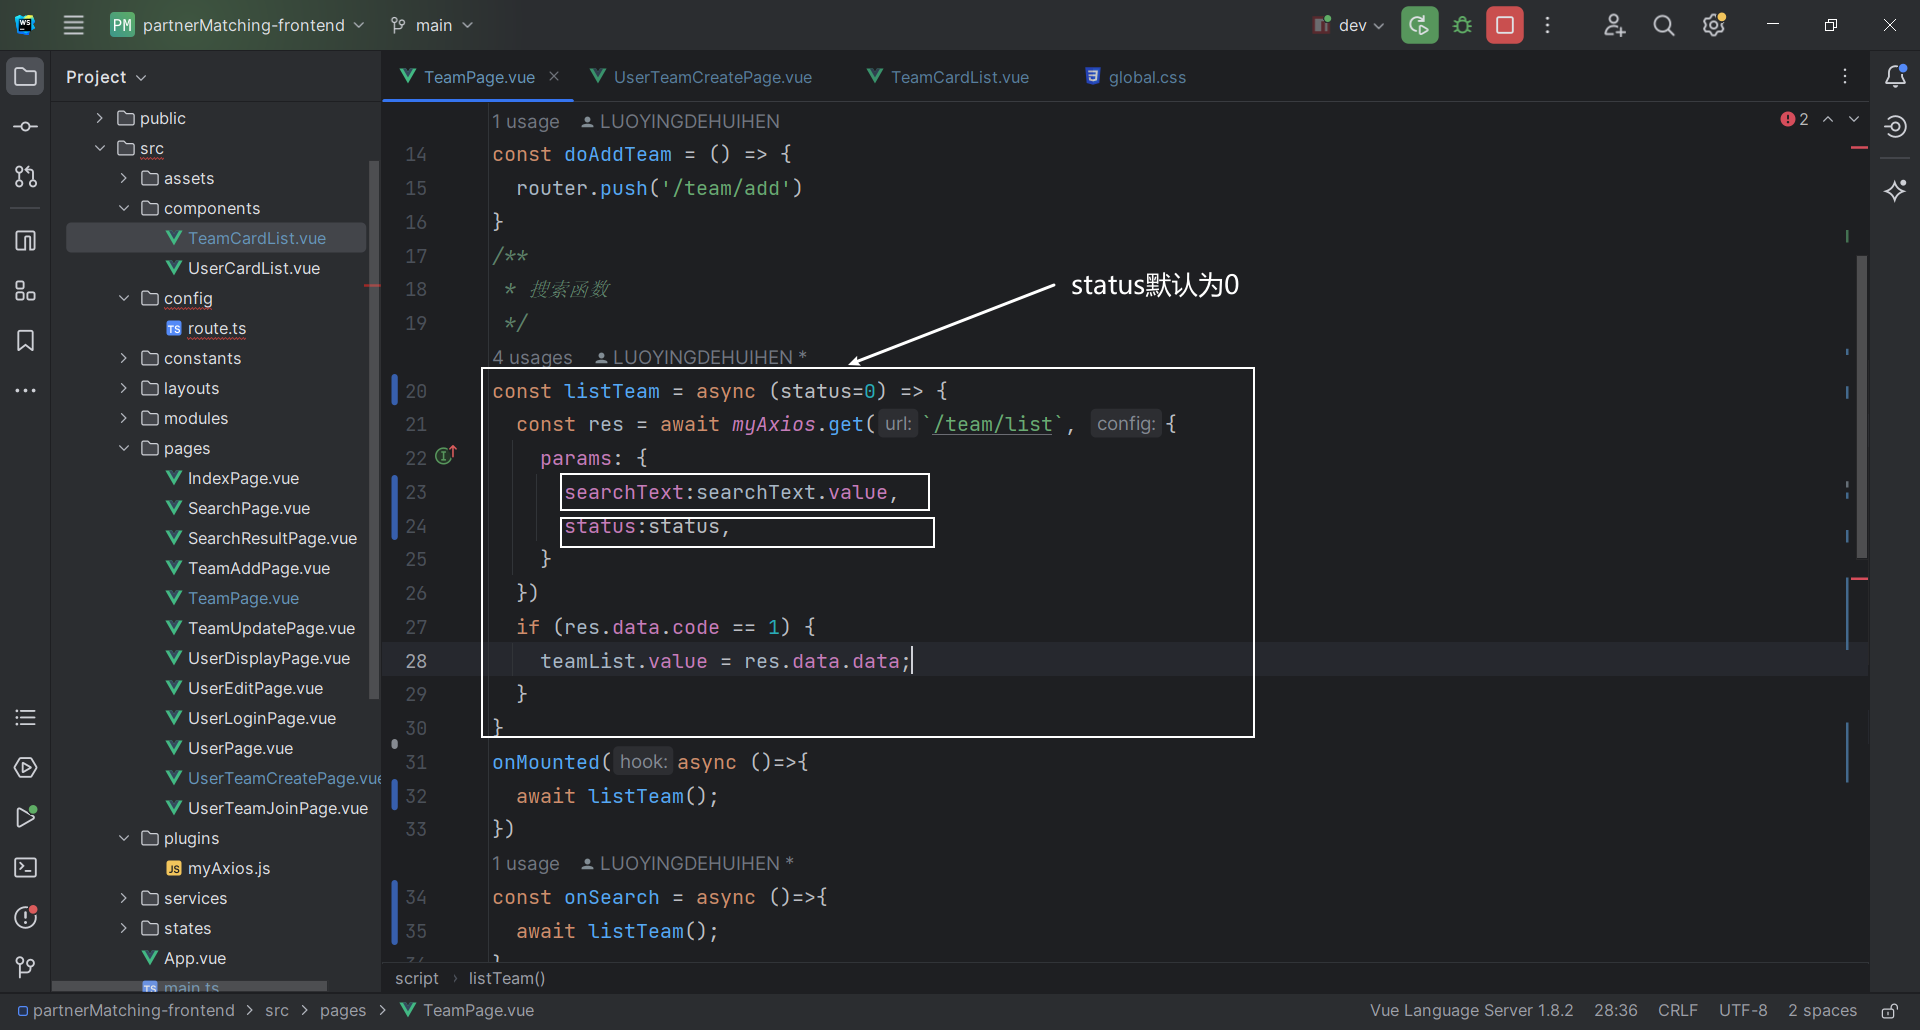 PM partnerMatching-frontend main dev
Project
public
src
assets
components
TeamCardList.vue
UserCardList.vue
config
route.ts
constants
layouts
modules
pages
IndexPage.vue
SearchPage.vue
SearchResultPage.vue
TeamAddPage.vue
TeamPage.vue
TeamUpdatePage.vue
UserDisplayPage.vue
UserEditPage.vue
UserLoginPage.vue
UserPage.vue
UserTeamCreatePage.vue
UserTeamJoinPage.vue
plugins
myAxios.js
services
states
App.vue
main.ts
TeamPage.vue UserTeamCreatePage.vue TeamCardList.vue global.css
2
1 usage LUOYINGDEHUIHEN
14 const doAddTeam = () => {
15 router.push('/team/add')
16 }
17 /**
18 * 搜索函数
19 */
status默认为0
4 usages LUOYINGDEHUIHEN *
20 const listTeam = async (status=0) => {
21 const res = await myAxios.get( url: `/team/list`, config: {
22 params: {
23 searchText:searchText.value,
24 status:status,
25 }
26 })
27 if (res.data.code == 1) {
28 teamList.value = res.data.data;
29 }
30 }
31 onMounted( hook: async ()=>{
32 await listTeam();
33 })
1 usage LUOYINGDEHUIHEN *
34 const onSearch = async ()=>{
35 await listTeam();
script › listTeam()
partnerMatching-frontend > src > pages > TeamPage.vue
Vue Language Server 1.8.2 28:36 CRLF UTF-8 2 spaces